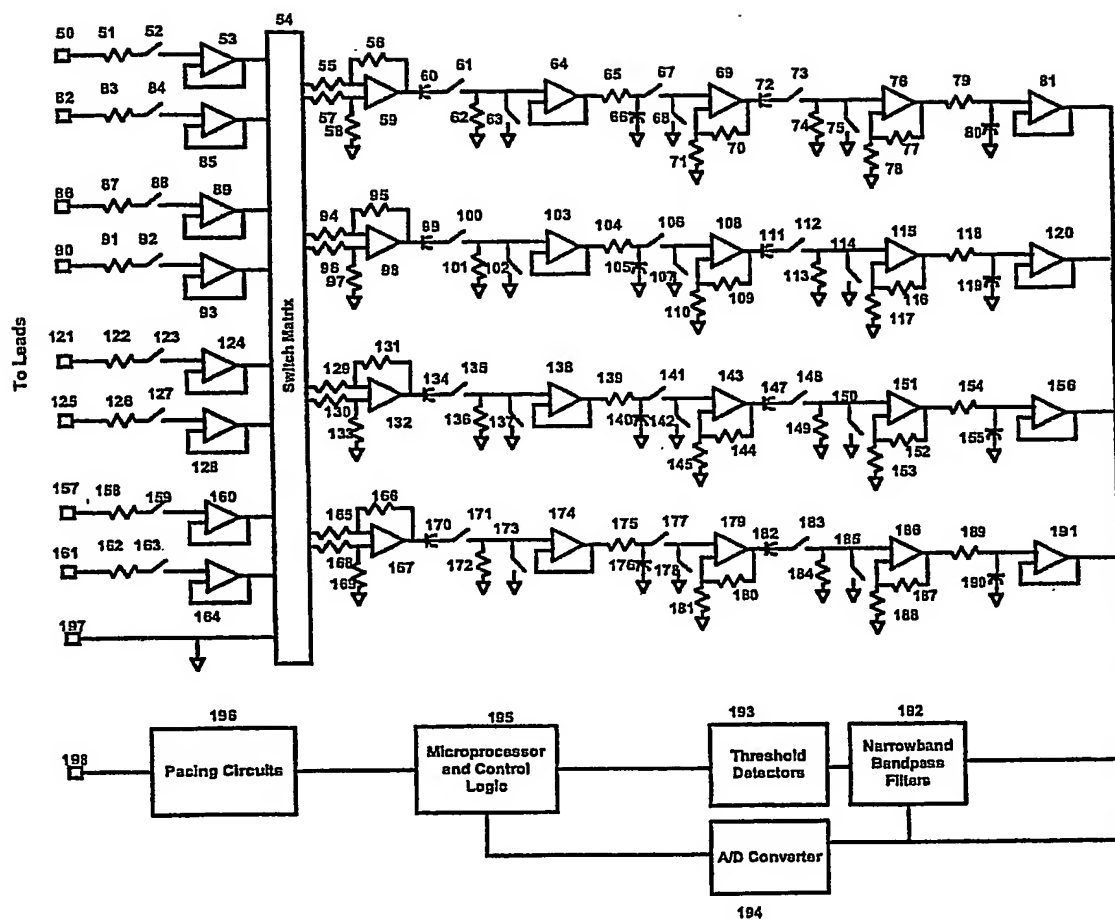 50 51 52 53 54
82 83 84 85
86 87 88 89
90 91 92 93
121 122 123 124
125 126 127 128
157 158 159 160
161 162 163. 164
197
To Leads
Switch Matrix
55 56 57 58 59 60 61 62 63 64 65 66 67 68 69 70 71 72 73 74 75 76 77 78 79 80 81
94 95 96 97 98 99 100 101 102 103 104 105 106 107 108 109 110 111 112 113 114 115 116 117 118 119 120
129 130 131 132 133 134 135 136 137 138 139 140 141 142 143 144 145 147 148 149 150 151 152 153 154 155 156
165 166 167 168 169 170 171 172 173 174 175 176 177 178 179 180 181 182 183 184 185 186 187 188 189 190 191
198
196
Pacing Circuits
195
Microprocessor
and Control
Logic
193
Threshold
Detectors
192
Narrowband
Bandpass
Filters
A/D Converter
194